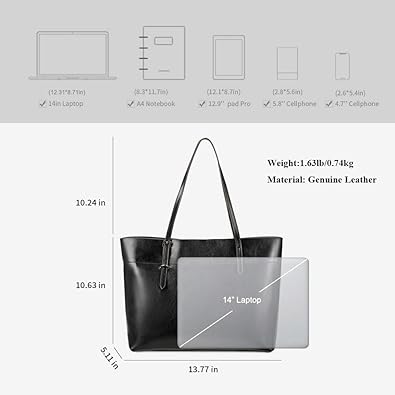 (12.31*8.71in) (8.3*11.7in) (12.1*8.7in) (2.8*5.6in) (2.6*5.4in)
14in Laptop A4 Notebook 12.9" pad Pro 5.8" Cellphone 4.7" Cellphone
Weight:1.63lb/0.74kg
Material: Genuine Leather
10.24 in
10.63 in
14" Laptop
5.11 in
13.77 in